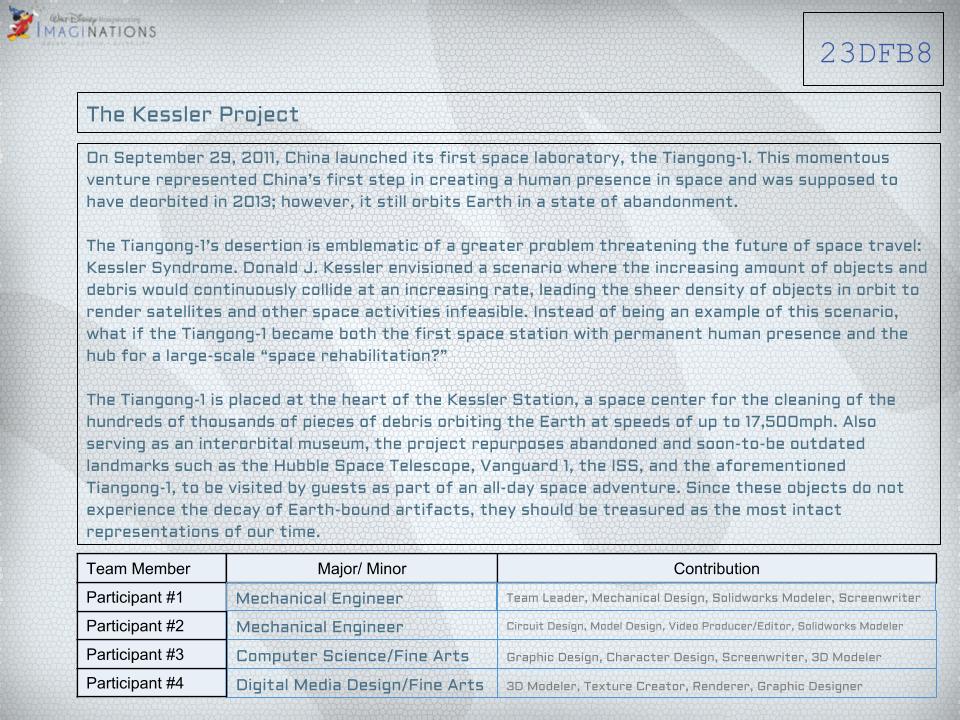 Walt Disney Imagineering
IMAGINATIONS
23DFB8
The Kessler Project
On September 29, 2011, China launched its first space laboratory, the Tiangong-1. This momentous
venture represented China's first step in creating a human presence in space and was supposed to
have deorbited in 2013; however, it still orbits Earth in a state of abandonment.
The Tiangong-1's desertion is emblematic of a greater problem threatening the future of space travel:
Kessler Syndrome. Donald J. Kessler envisioned a scenario where the increasing amount of objects and
debris would continuously collide at an increasing rate, leading the sheer density of objects in orbit to
render satellites and other space activities infeasible. Instead of being an example of this scenario,
what if the Tiangong-1 became both the first space station with permanent human presence and the
hub for a large-scale “space rehabilitation?”
The Tiangong-1 is placed at the heart of the Kessler Station, a space center for the cleaning of the
hundreds of thousands of pieces of debris orbiting the Earth at speeds of up to 17,500mph. Also
serving as an interorbital museum, the project repurposes abandoned and soon-to-be outdated
landmarks such as the Hubble Space Telescope, Vanguard 1, the ISS, and the aforementioned
Tiangong-1, to be visited by guests as part of an all-day space adventure. Since these objects do not
experience the decay of Earth-bound artifacts, they should be treasured as the most intact
representations of our time.
Team Member Major/ Minor Contribution
Participant #1 Mechanical Engineer Team Leader, Mechanical Design, Solidworks Modeler, Screenwriter
Participant #2 Mechanical Engineer Circuit Design, Model Design, Video Producer/Editor, Solidworks Modeler
Participant #3 Computer Science/Fine Arts Graphic Design, Character Design, Screenwriter, 3D Modeler
Participant #4 Digital Media Design/Fine Arts 3D Modeler, Texture Creator, Renderer, Graphic Designer